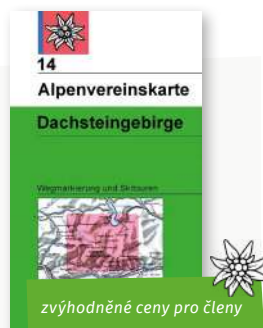 14
Alpenvereinskarte
Dachsteingebirge
Wegmarkierung und Skitouren
zvýhodněné ceny pro členy